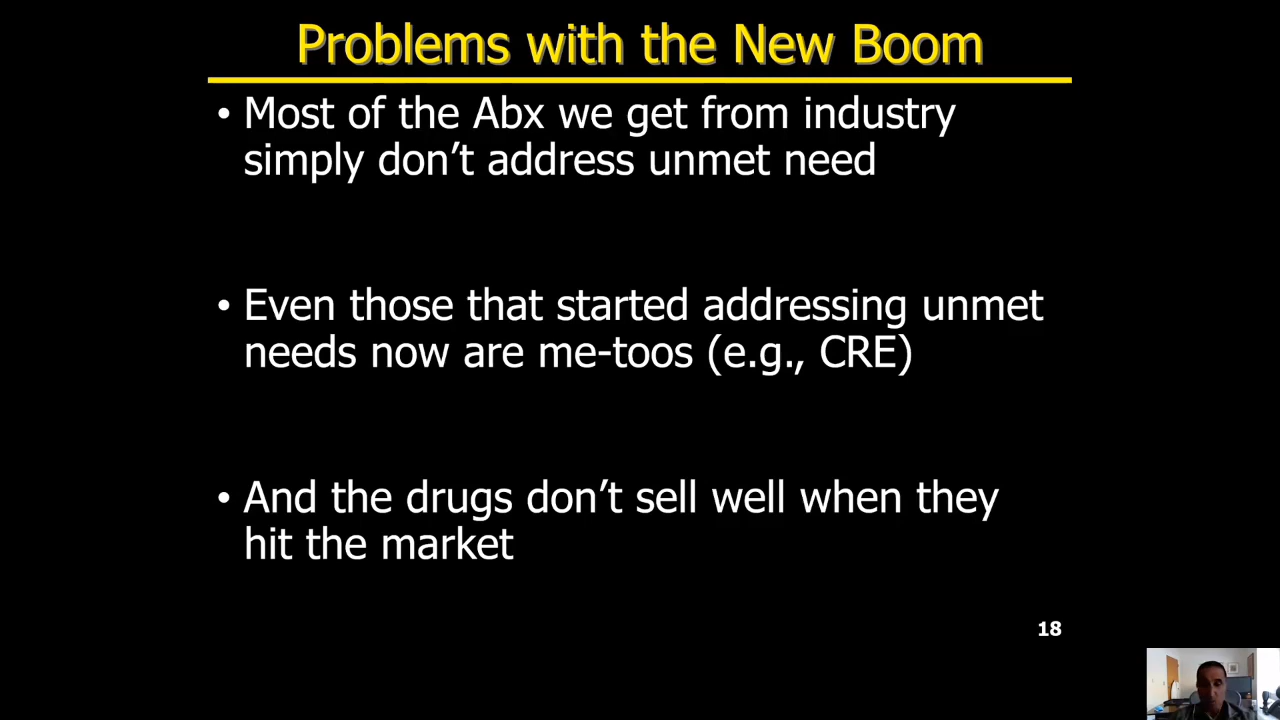 Problems with the New Boom
• Most of the Abx we get from industry
simply don’t address unmet need
• Even those that started addressing unmet
needs now are me-toos (e.g., CRE)
• And the drugs don’t sell well when they
hit the market
18